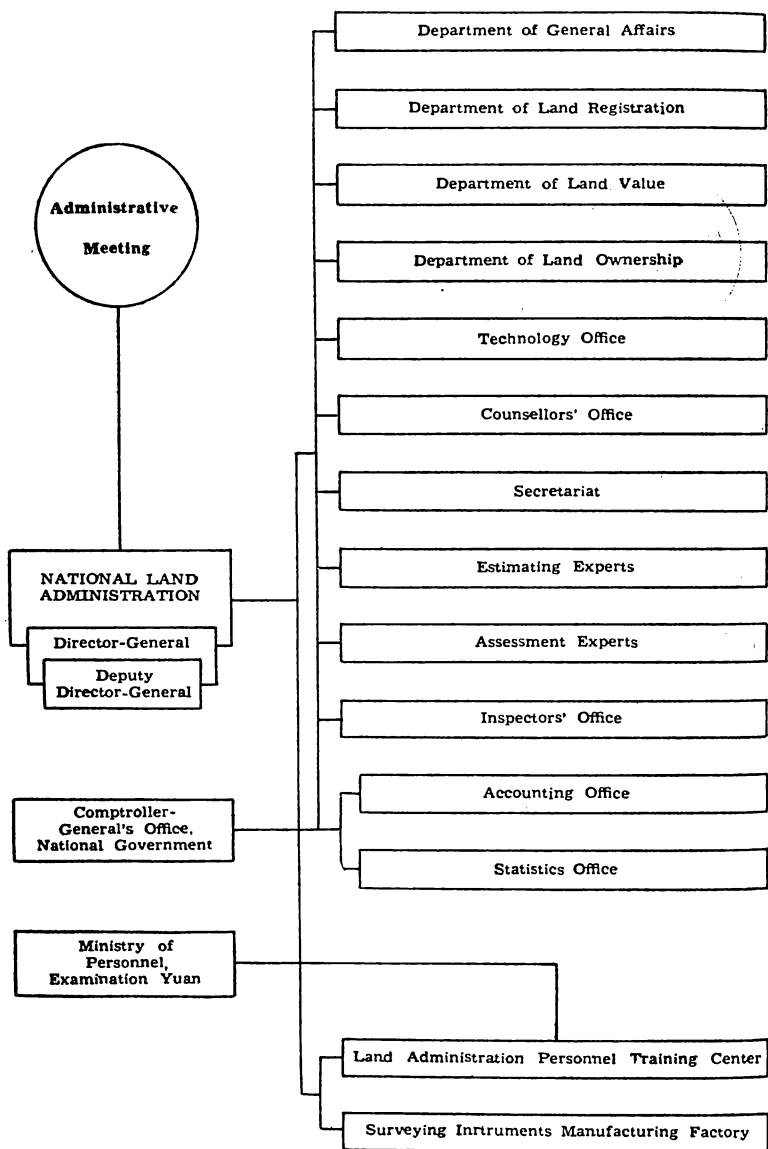 Department of General Affairs
Department of Land Registration
Department of Land Value
Department of Land Ownership
Technology Office
Counsellors' Office
Secretariat
Estimating Experts
Assessment Experts
Inspectors' Office
Accounting Office
Statistics Office
Land Administration Personnel Training Center
Surveying Inrtruments Manufacturing Factory
Administrative
Meeting
NATIONAL LAND
ADMINISTRATION
Director-General
Deputy
Director-General
Comptroller-
General's Office,
National Government
Ministry of
Personnel,
Examination Yuan